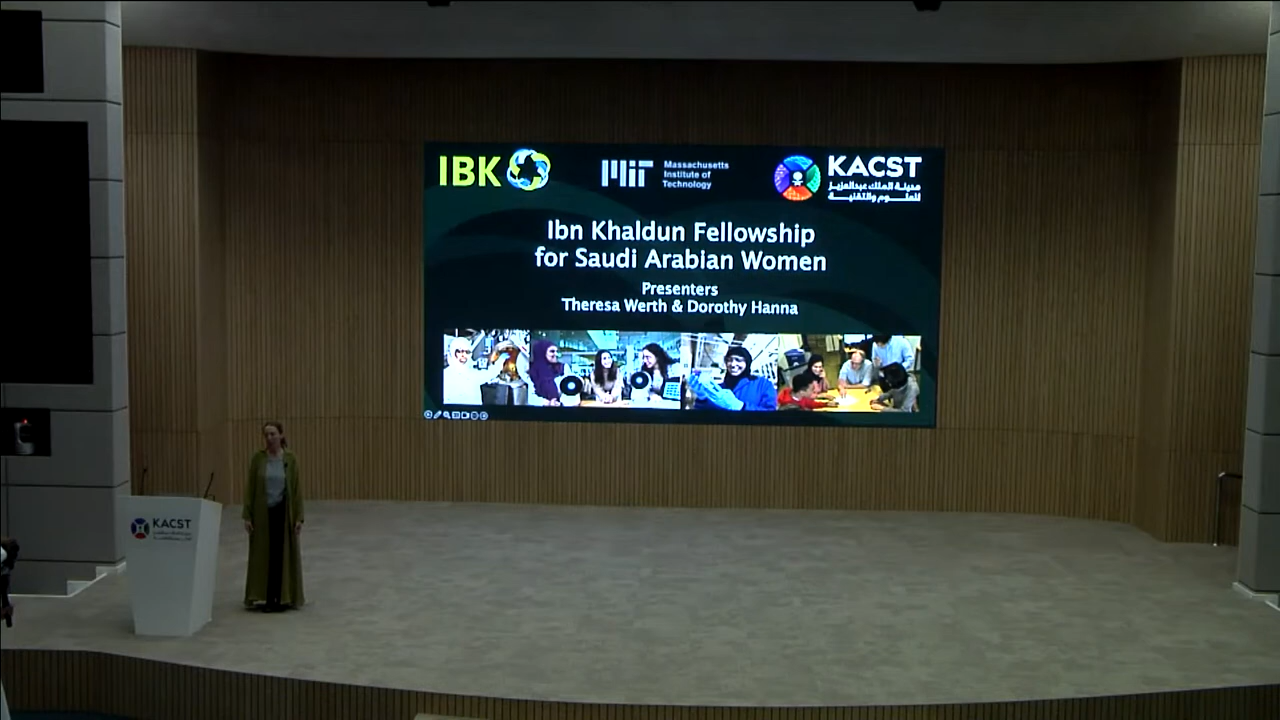 IBK
MIT
Massachusetts
Institute of
Technology
KACST
مدينة الملك عبدالعزيز
للعلوم والتقنية
Ibn Khaldun Fellowship
for Saudi Arabian Women
Presenters
Theresa Werth & Dorothy Hanna
KACST